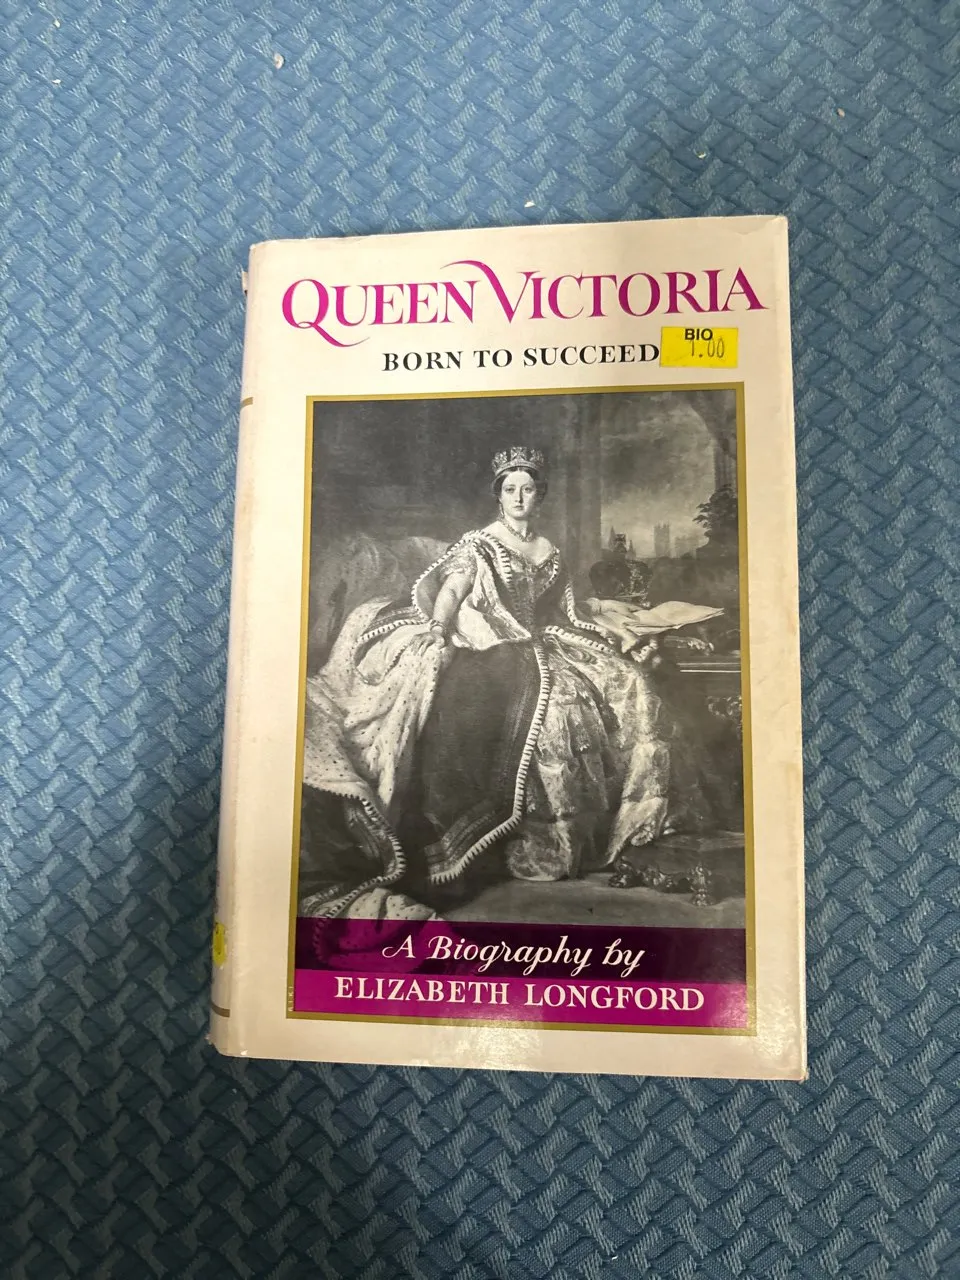 QUEEN VICTORIA
BORN TO SUCCEED
BIO
1.00
A Biography by
ELIZABETH LONGFORD